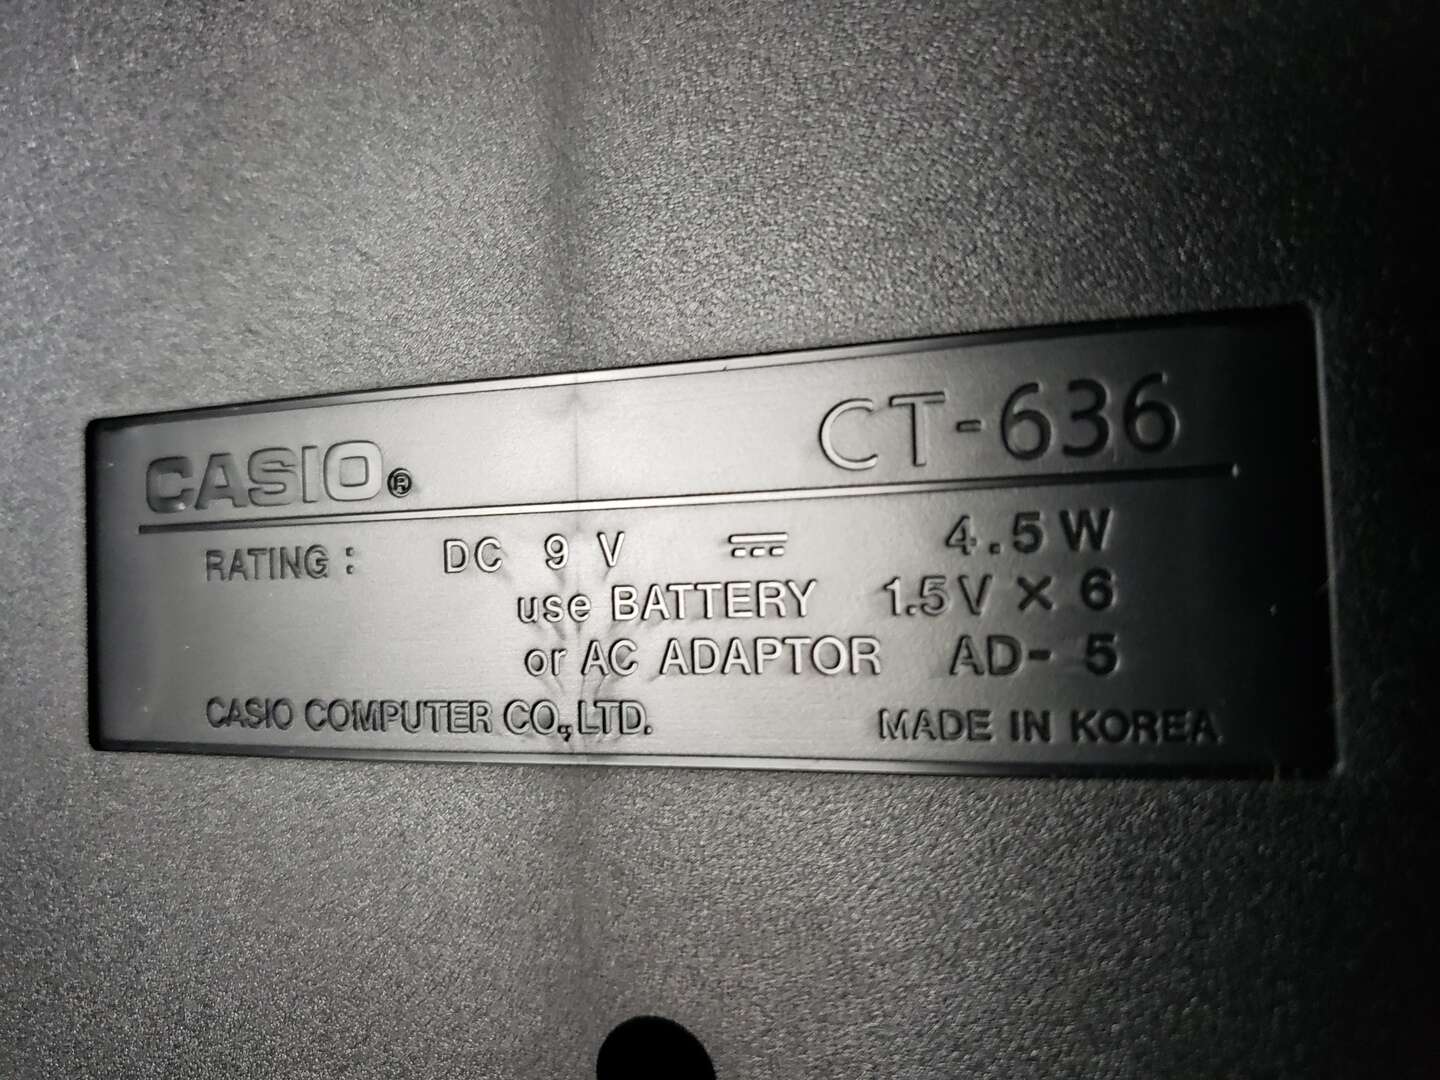 CASIO® CT-636
RATING : DC 9 V ⎓ 4.5 W
use BATTERY 1.5V × 6
or AC ADAPTOR AD- 5
CASIO COMPUTER CO., LTD. MADE IN KOREA